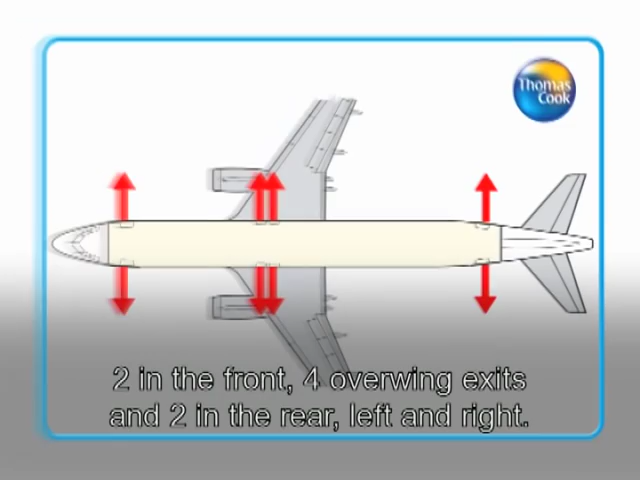 Thomas
Cook
2 in the front, 4 overwing exits
and 2 in the rear, left and right.